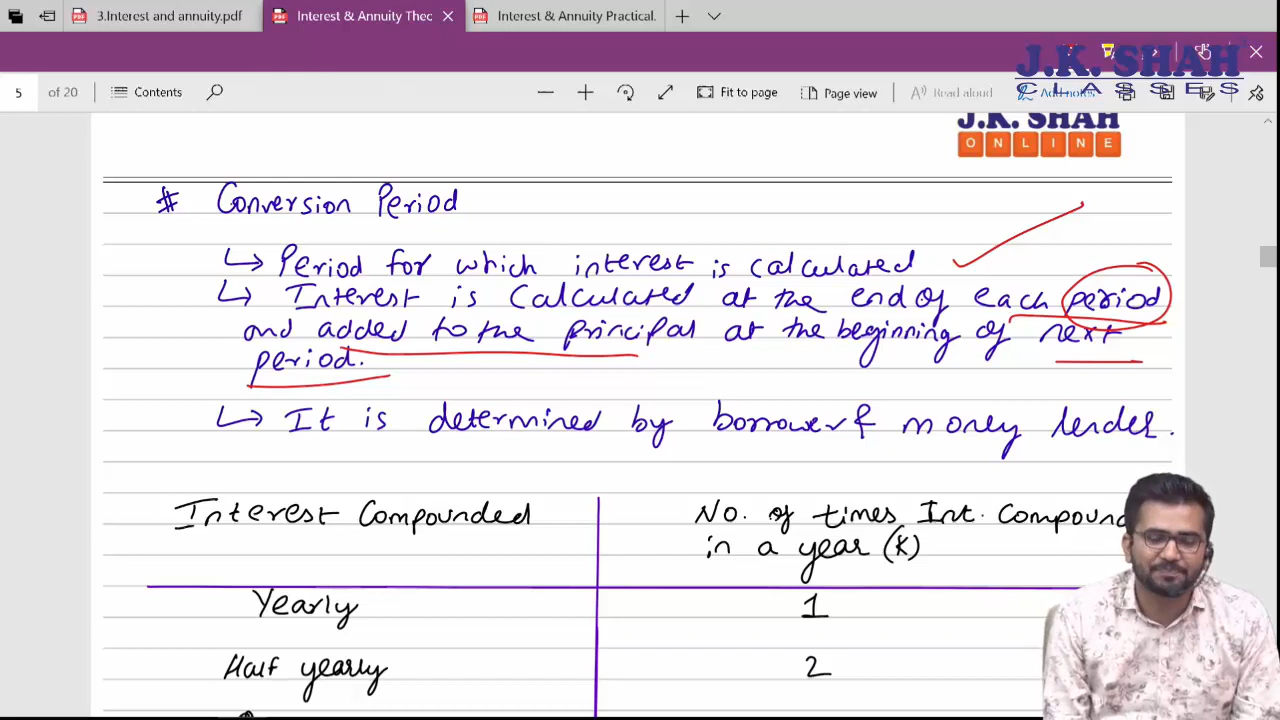 3.Interest and annuity.pdf
Interest & Annuity Theo
Interest & Annuity Practical.
J.K. SHAH
CLASSES
5 of 20 Contents Fit to page Page view Read aloud Add notes
J.K. SHAH
ONLINE
# Conversion Period
↳ Period for which interest is calculated
↳ Interest is calculated at the end of each period
and added to the principal at the beginning of next
period.
↳ It is determined by borrower & money lender.
Interest Compounded
No. of times Int. Compound
in a year (K)
Yearly 1
Half yearly 2